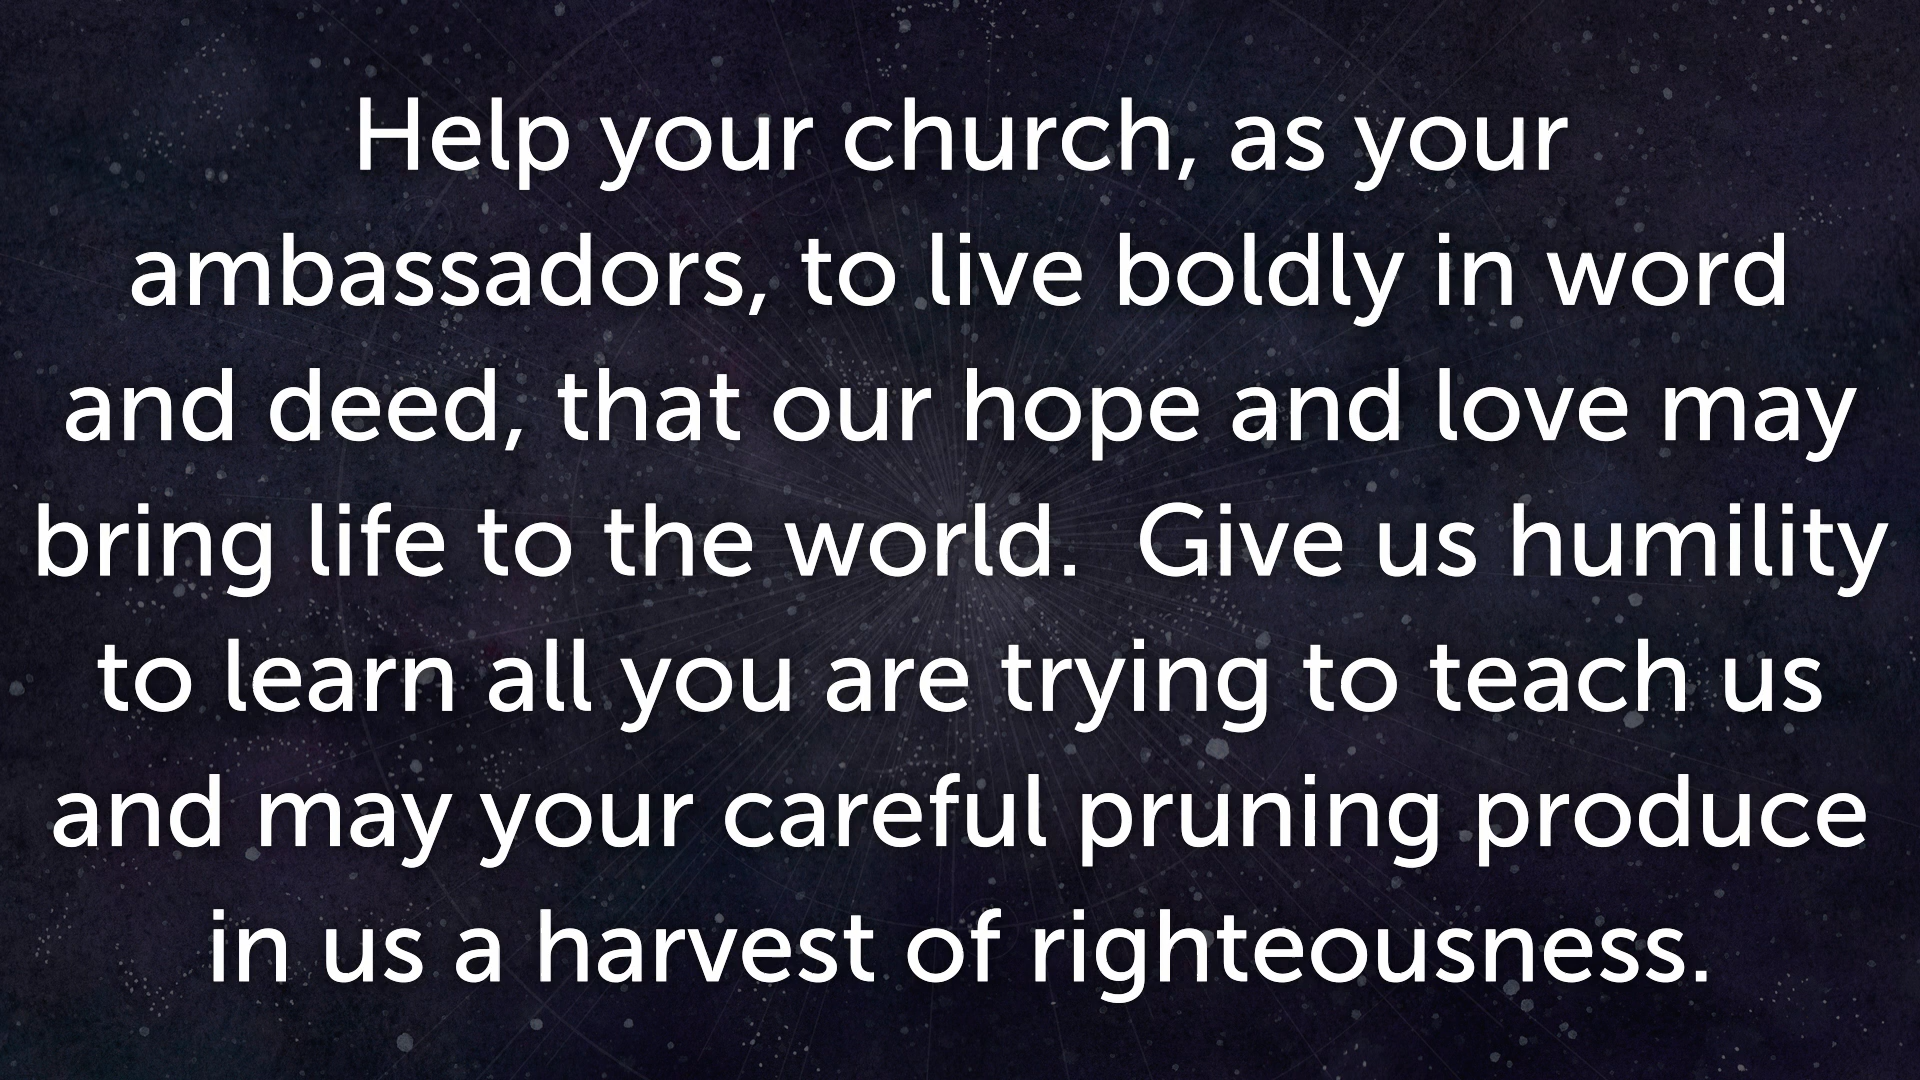 Help your church, as your
ambassadors, to live boldly in word
and deed, that our hope and love may
bring life to the world.  Give us humility
to learn all you are trying to teach us
and may your careful pruning produce
in us a harvest of righteousness.